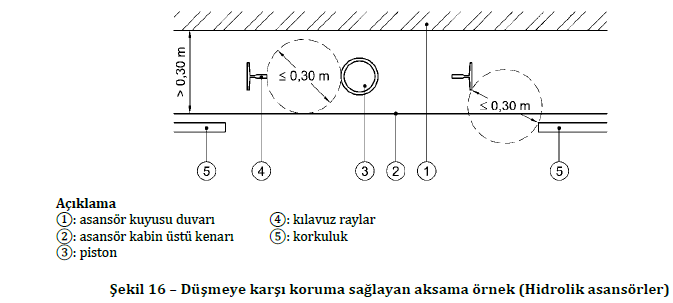 > 0,30 m
≤ 0,30 m
≤ 0,30 m
5 4 3 2 1 5
Açıklama
①: asansör kuyusu duvarı ④: kılavuz raylar
②: asansör kabin üstü kenarı ⑤: korkuluk
③: piston
Şekil 16 – Düşmeye karşı koruma sağlayan aksama örnek (Hidrolik asansörler)